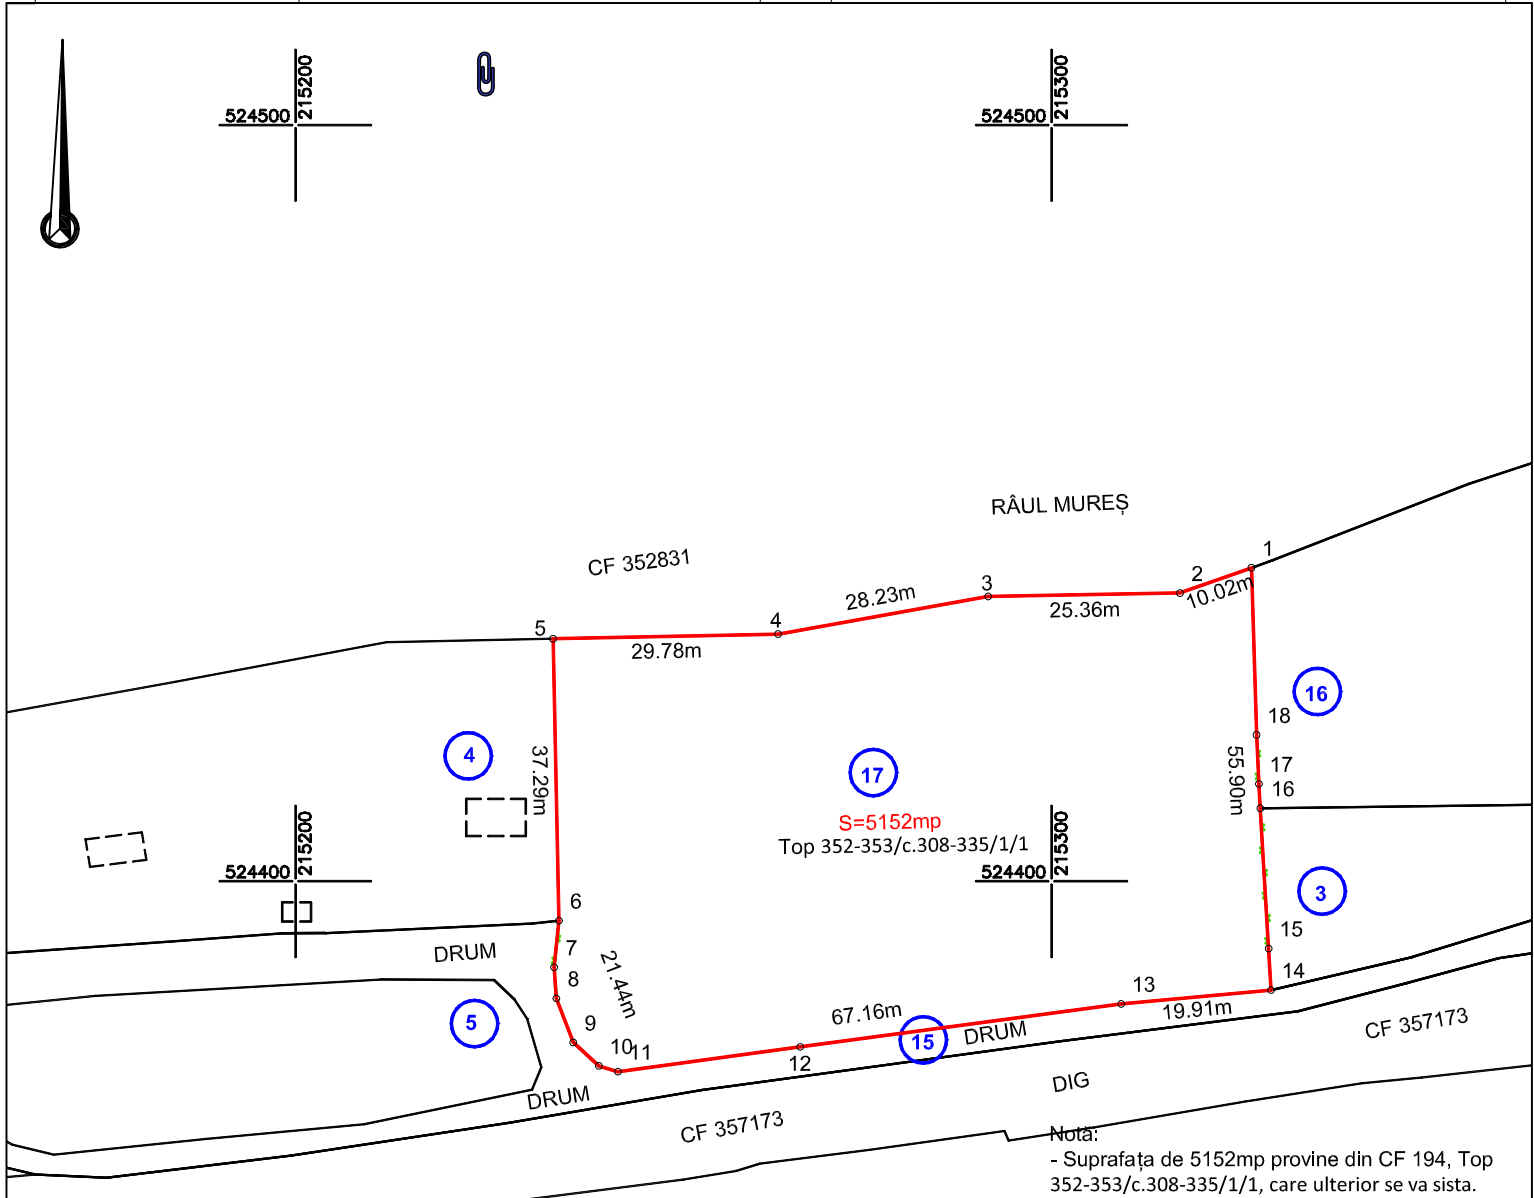 215200
524500
215300
524500
RÂUL MUREȘ
CF 352831
1
2
10.02m
3
28.23m
25.36m
4
5
29.78m
16
18
4
17
37.29m
17
55.90m
16
S=5152mp
Top 352-353/c.308-335/1/1
215200
524400
215300
524400
3
6
15
DRUM
7
8
21.44m
14
13
19.91m
67.16m
5
9
15
DRUM
CF 357173
10
11
12
DIG
DRUM
CF 357173
Notă:
- Suprafața de 5152mp provine din CF 194, Top
352-353/c.308-335/1/1, care ulterior se va sista.